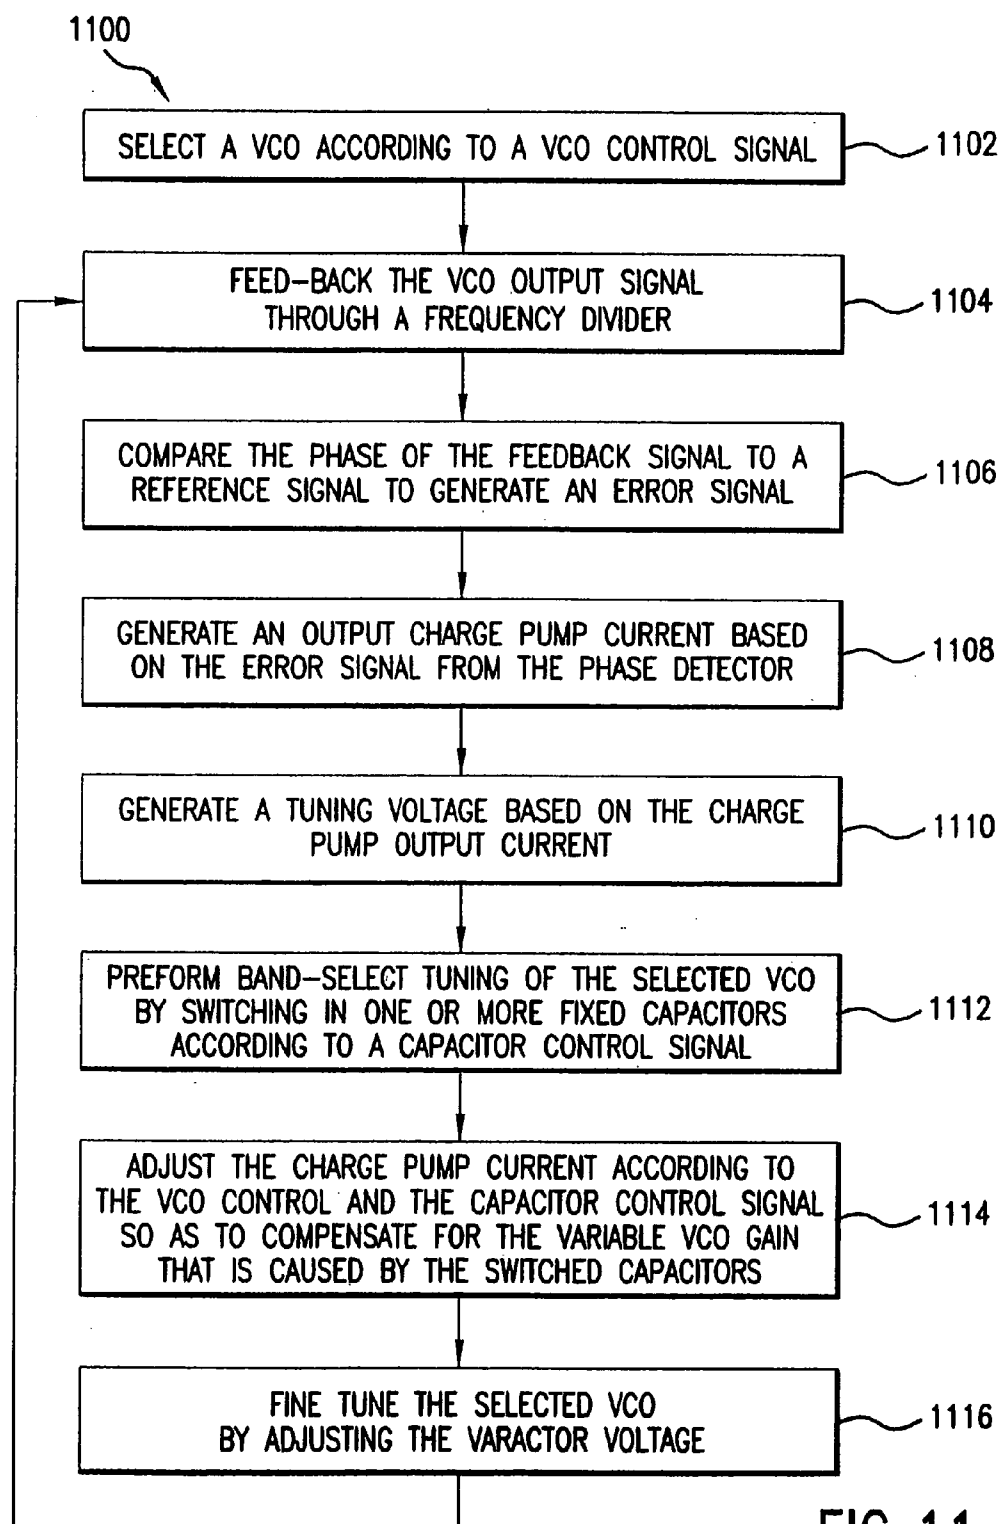 1100
SELECT A VCO ACCORDING TO A VCO CONTROL SIGNAL
1102
FEED-BACK THE VCO OUTPUT SIGNAL
THROUGH A FREQUENCY DIVIDER
1104
COMPARE THE PHASE OF THE FEEDBACK SIGNAL TO A
REFERENCE SIGNAL TO GENERATE AN ERROR SIGNAL
1106
GENERATE AN OUTPUT CHARGE PUMP CURRENT BASED
ON THE ERROR SIGNAL FROM THE PHASE DETECTOR
1108
GENERATE A TUNING VOLTAGE BASED ON THE CHARGE
PUMP OUTPUT CURRENT
1110
PREFORM BAND-SELECT TUNING OF THE SELECTED VCO
BY SWITCHING IN ONE OR MORE FIXED CAPACITORS
ACCORDING TO A CAPACITOR CONTROL SIGNAL
1112
ADJUST THE CHARGE PUMP CURRENT ACCORDING TO
THE VCO CONTROL AND THE CAPACITOR CONTROL SIGNAL
SO AS TO COMPENSATE FOR THE VARIABLE VCO GAIN
THAT IS CAUSED BY THE SWITCHED CAPACITORS
1114
FINE TUNE THE SELECTED VCO
BY ADJUSTING THE VARACTOR VOLTAGE
1116
FIG. 11